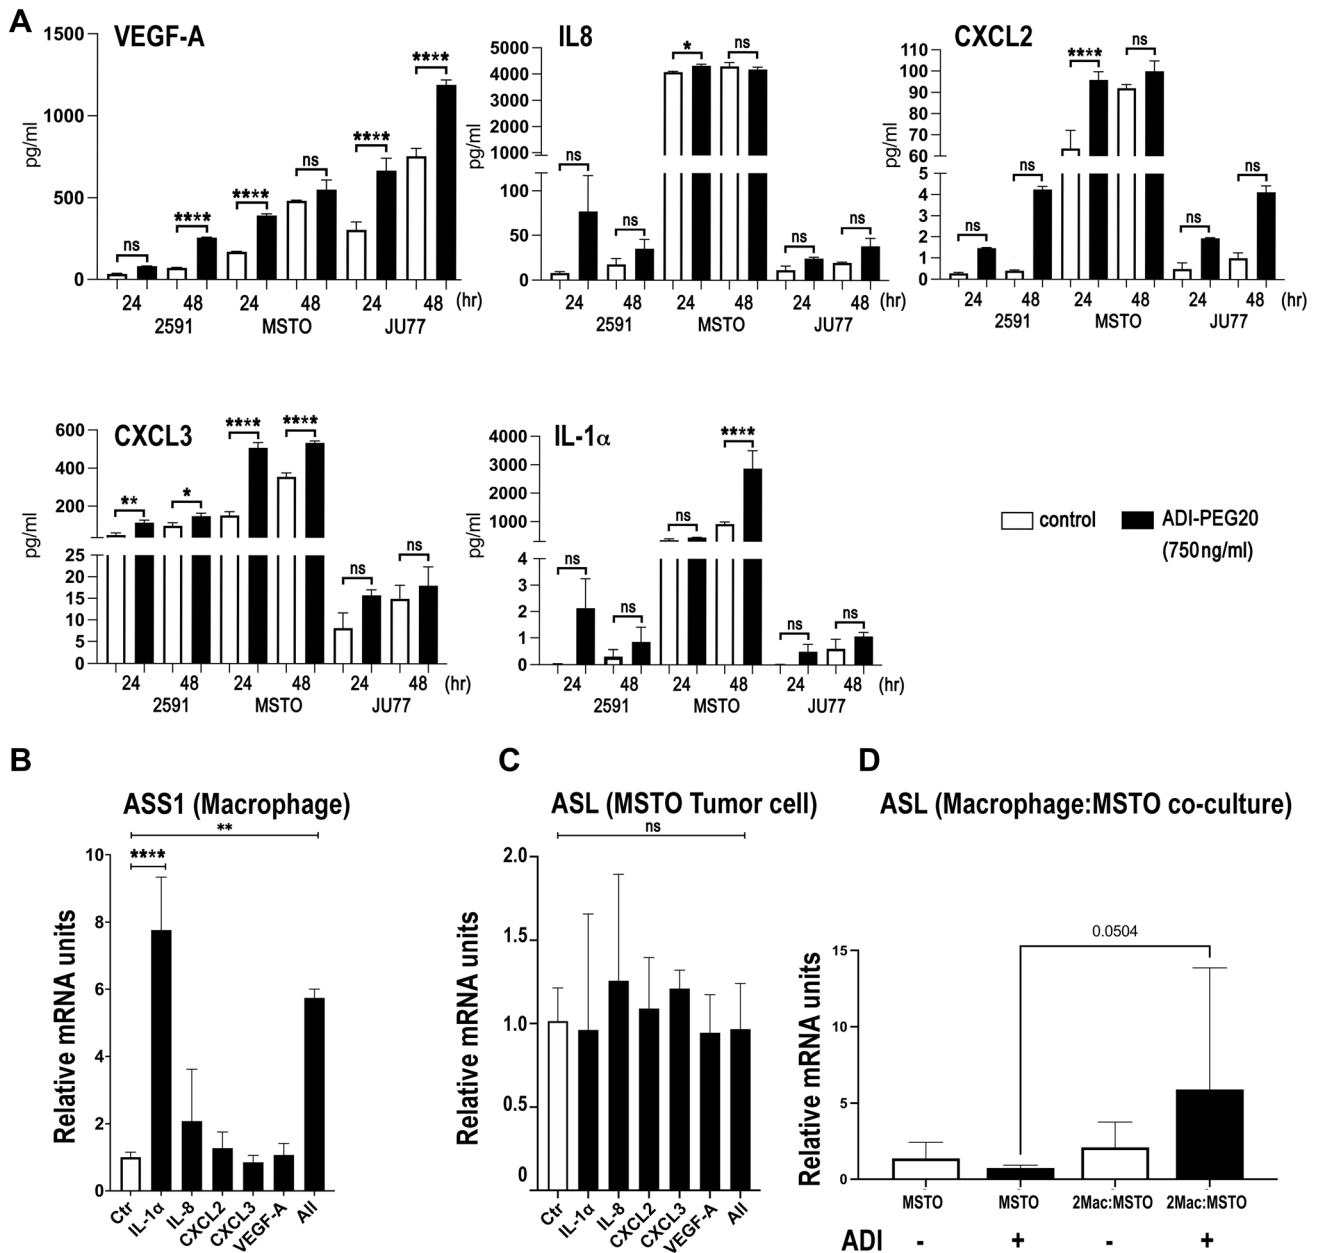 A
VEGF-A
pg/ml
1500
1000
500
0
ns
****
****
ns
****
****
24 48 24 48 24 48 (hr)
2591 MSTO JU77
IL8
pg/ml
5000
4000
3000
2000
1000
100
50
0
ns
ns
*
ns
ns
ns
24 48 24 48 24 48 (hr)
2591 MSTO JU77
CXCL2
pg/ml
110
100
90
80
70
60
5
4
3
2
1
0
ns
ns
****
ns
ns
ns
24 48 24 48 24 48 (hr)
2591 MSTO JU77
CXCL3
pg/ml
600
400
200
25
20
15
10
5
0
**
*
****
****
ns
ns
24 48 24 48 24 48 (hr)
2591 MSTO JU77
IL-1α
pg/ml
4000
3000
2000
1000
4
3
2
1
0
ns
ns
ns
****
ns
ns
24 48 24 48 24 48 (hr)
2591 MSTO JU77
control
ADI-PEG20
(750ng/ml)
B
ASS1 (Macrophage)
**
****
Relative mRNA units
10
8
6
4
2
0
Ctr IL-1α IL-8 CXCL2 CXCL3 VEGF-A All
C
ASL (MSTO Tumor cell)
ns
Relative mRNA units
2.0
1.5
1.0
0.5
0
Ctr IL-1α IL-8 CXCL2 CXCL3 VEGF-A All
D
ASL (Macrophage:MSTO co-culture)
0.0504
Relative mRNA units
15
10
5
0
MSTO MSTO 2Mac:MSTO 2Mac:MSTO
ADI - + - +